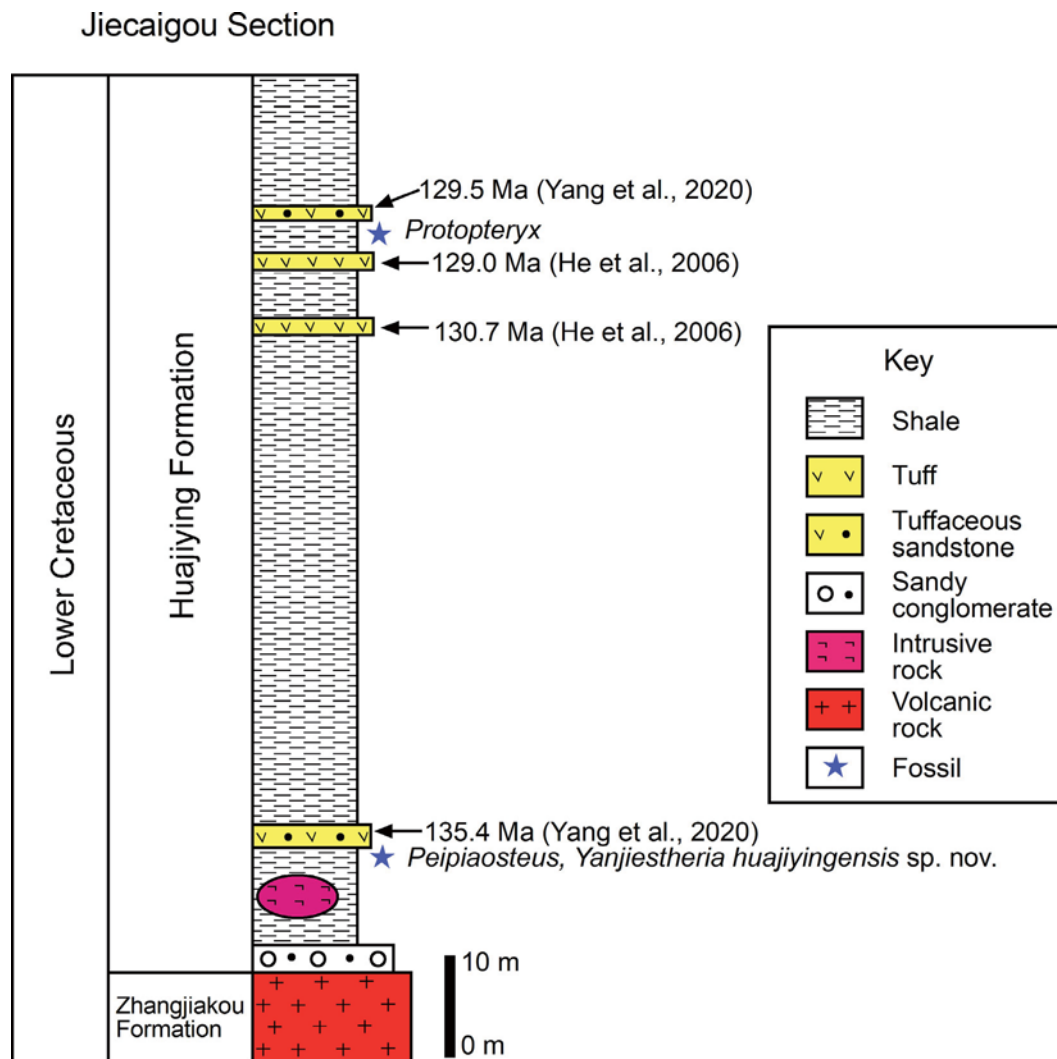 Jiecaigou Section
Lower Cretaceous
Huajiying Formation
Zhangjiakou
Formation
129.5 Ma (Yang et al., 2020)
Protopteryx
129.0 Ma (He et al., 2006)
130.7 Ma (He et al., 2006)
135.4 Ma (Yang et al., 2020)
Peipiaosteus, Yanjiestheria huajiyingensis sp. nov.
10 m
0 m
Key
Shale
Tuff
Tuffaceous
sandstone
Sandy
conglomerate
Intrusive
rock
Volcanic
rock
Fossil